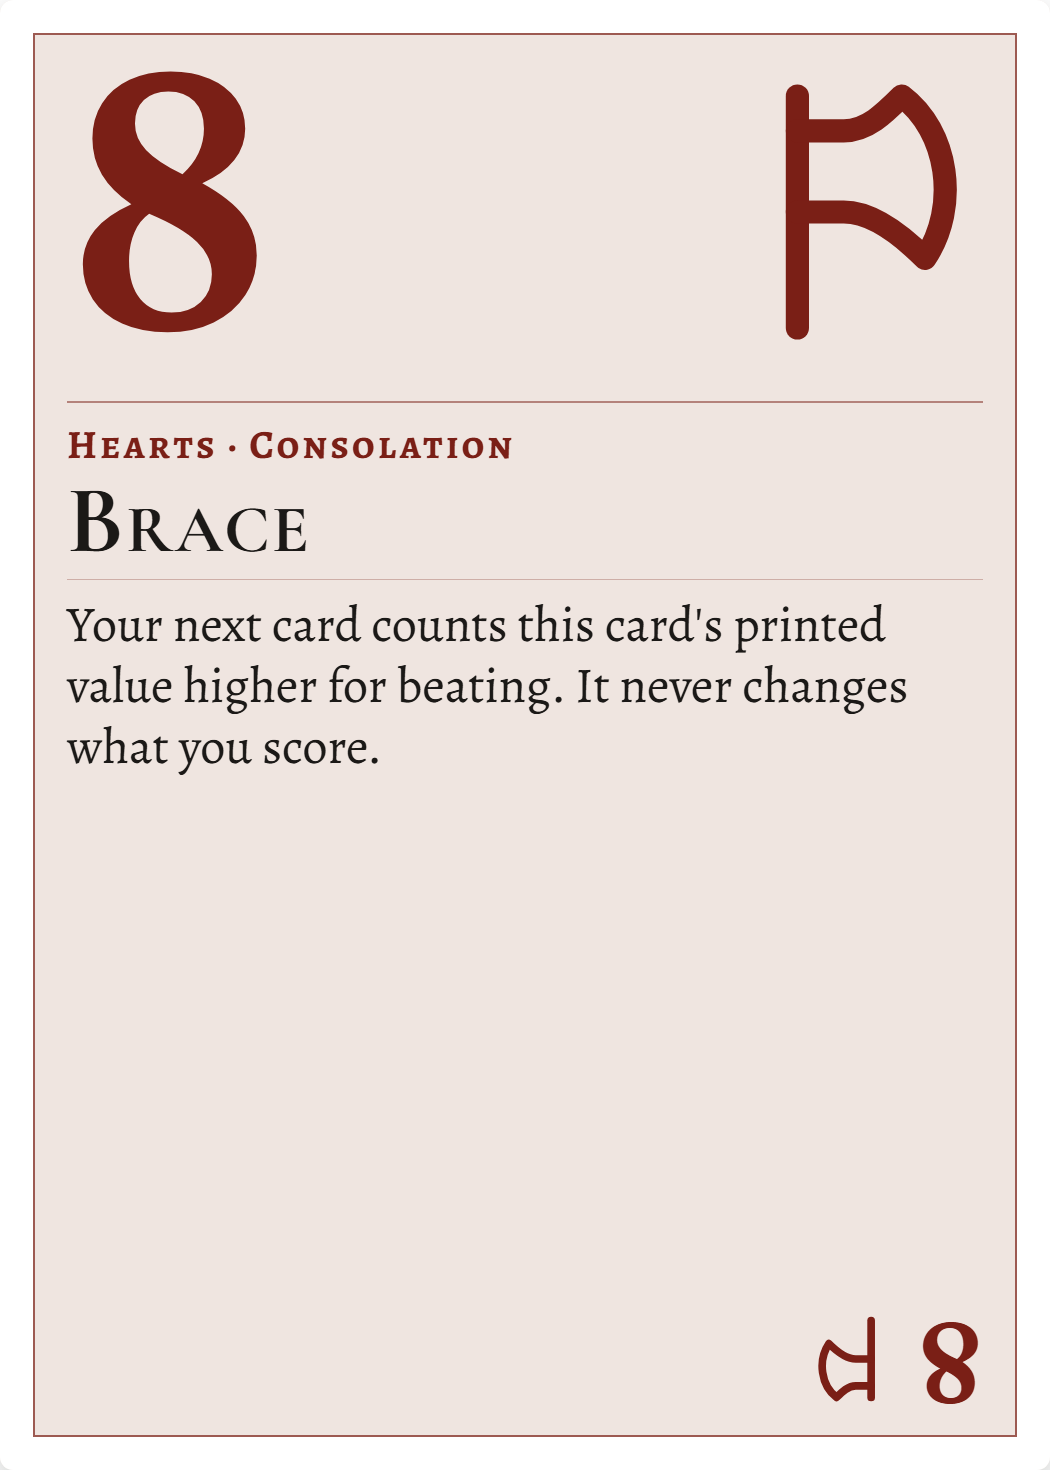 8
Hearts · Consolation
Brace
Your next card counts this card's printed
value higher for beating. It never changes
what you score.
8